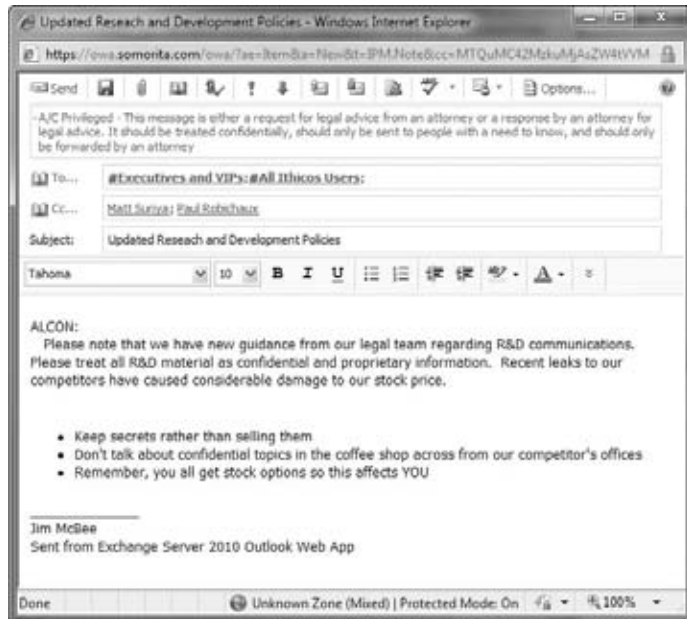 Updated Reseach and Development Policies - Windows Internet Explorer
https://owa.somorita.com/owa/?ae=Item&a=New&t=IPM.Note&cc=
Send
Options...
-A/C Privileged - This message is either a request for legal advice from an attorney or a response by an attorney for
legal advice. It should be treated confidentially, should only be sent to people with a need to know, and should only
be forwarded by an attorney
To...
#Executives and VIPs; #All Ithicos Users;
Cc...
Matt Suriya; Paul Robichaux
Subject:
Updated Reseach and Development Policies
Tahoma
10
B I U
A
ALCON:
Please note that we have new guidance from our legal team regarding R&D communications.
Please treat all R&D material as confidential and proprietary information. Recent leaks to our
competitors have caused considerable damage to our stock price.
• Keep secrets rather than selling them
• Don't talk about confidential topics in the coffee shop across from our competitor's offices
• Remember, you all get stock options so this affects YOU
Jim McBee
Sent from Exchange Server 2010 Outlook Web App
Done
Unknown Zone (Mixed) | Protected Mode: On
100%